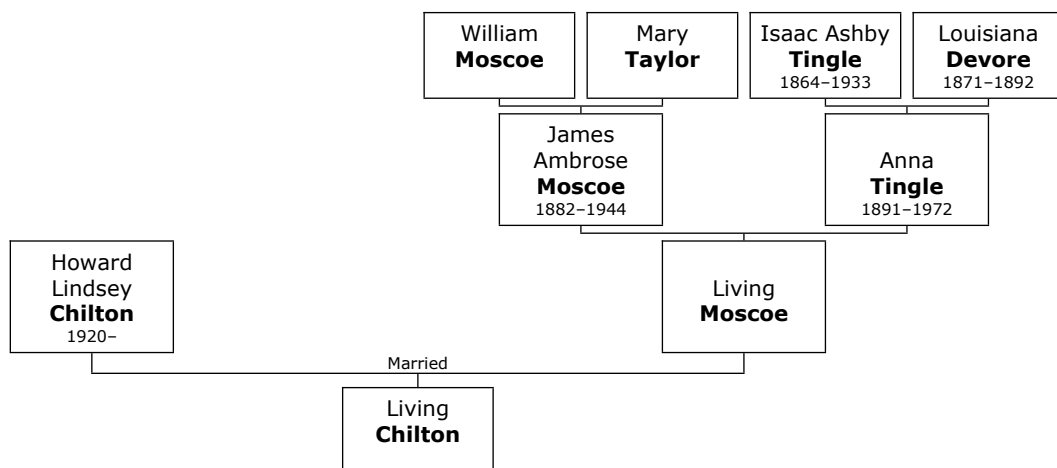 William
Moscoe
Mary
Taylor
Isaac Ashby
Tingle
1864–1933
Louisiana
Devore
1871–1892
James
Ambrose
Moscoe
1882–1944
Anna
Tingle
1891–1972
Howard
Lindsey
Chilton
1920–
Living
Moscoe
Married
Living
Chilton